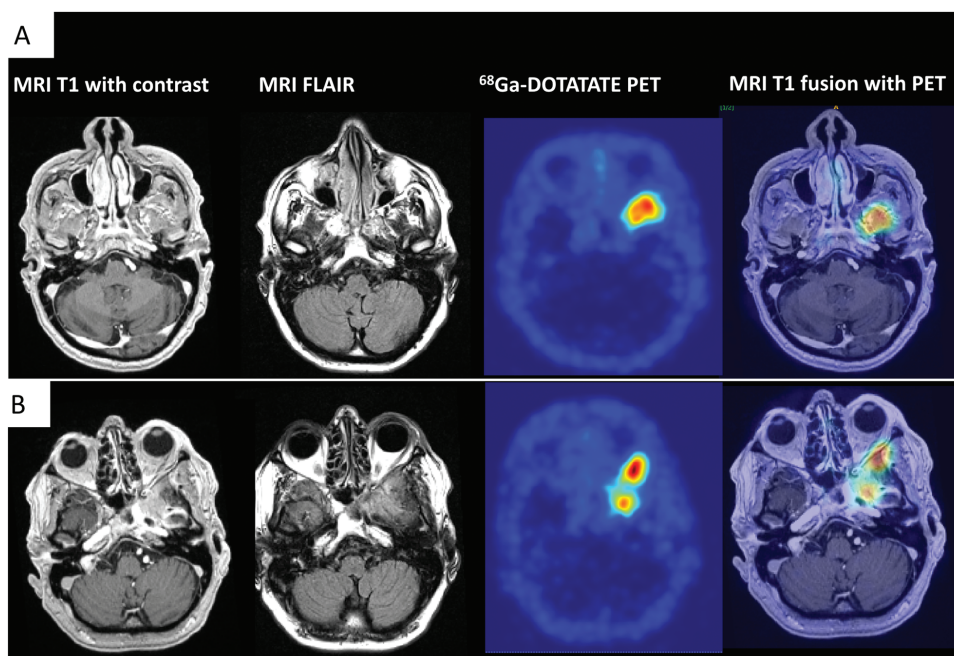 A
MRI T1 with contrast
MRI FLAIR
⁶⁸Ga-DOTATATE PET
MRI T1 fusion with PET
B